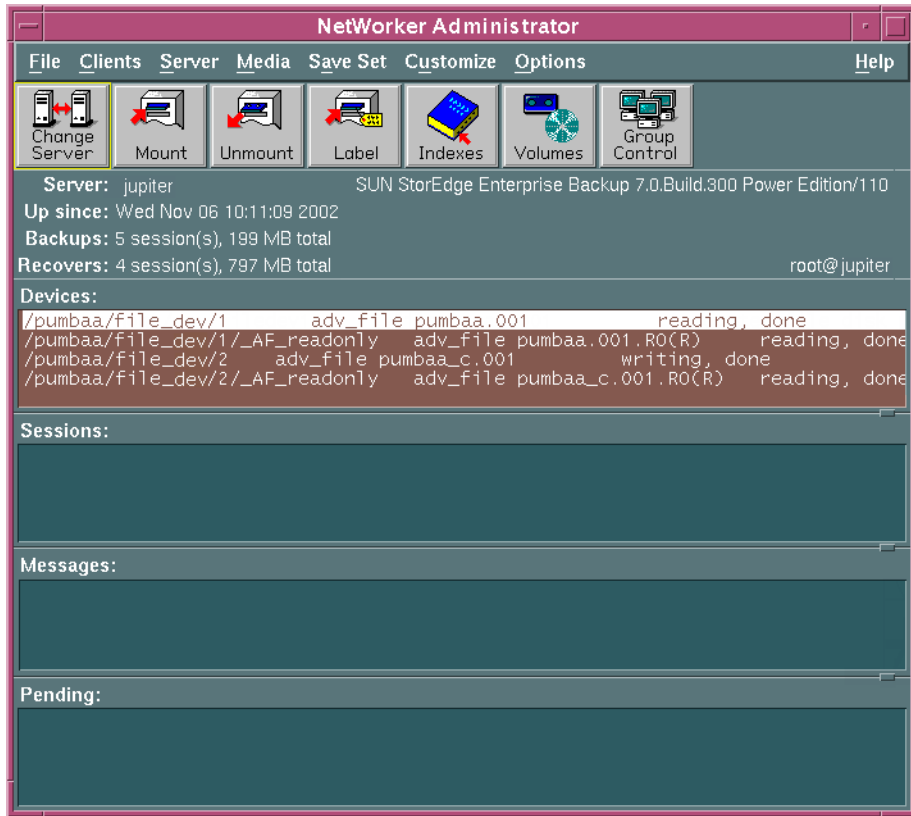 NetWorker Administrator
File Clients Server Media Save Set Customize Options Help
Change Server Mount Unmount Label Indexes Volumes Group Control
Server: jupiter SUN StorEdge Enterprise Backup 7.0.Build.300 Power Edition/110
Up since: Wed Nov 06 10:11:09 2002
Backups: 5 session(s), 199 MB total
Recovers: 4 session(s), 797 MB total root@jupiter
Devices:
/pumbaa/file_dev/1 adv_file pumbaa.001 reading, done
/pumbaa/file_dev/1/_AF_readonly adv_file pumbaa.001.RO(R) reading, done
/pumbaa/file_dev/2 adv_file pumbaa_c.001 writing, done
/pumbaa/file_dev/2/_AF_readonly adv_file pumbaa_c.001.RO(R) reading, done
Sessions:
Messages:
Pending: